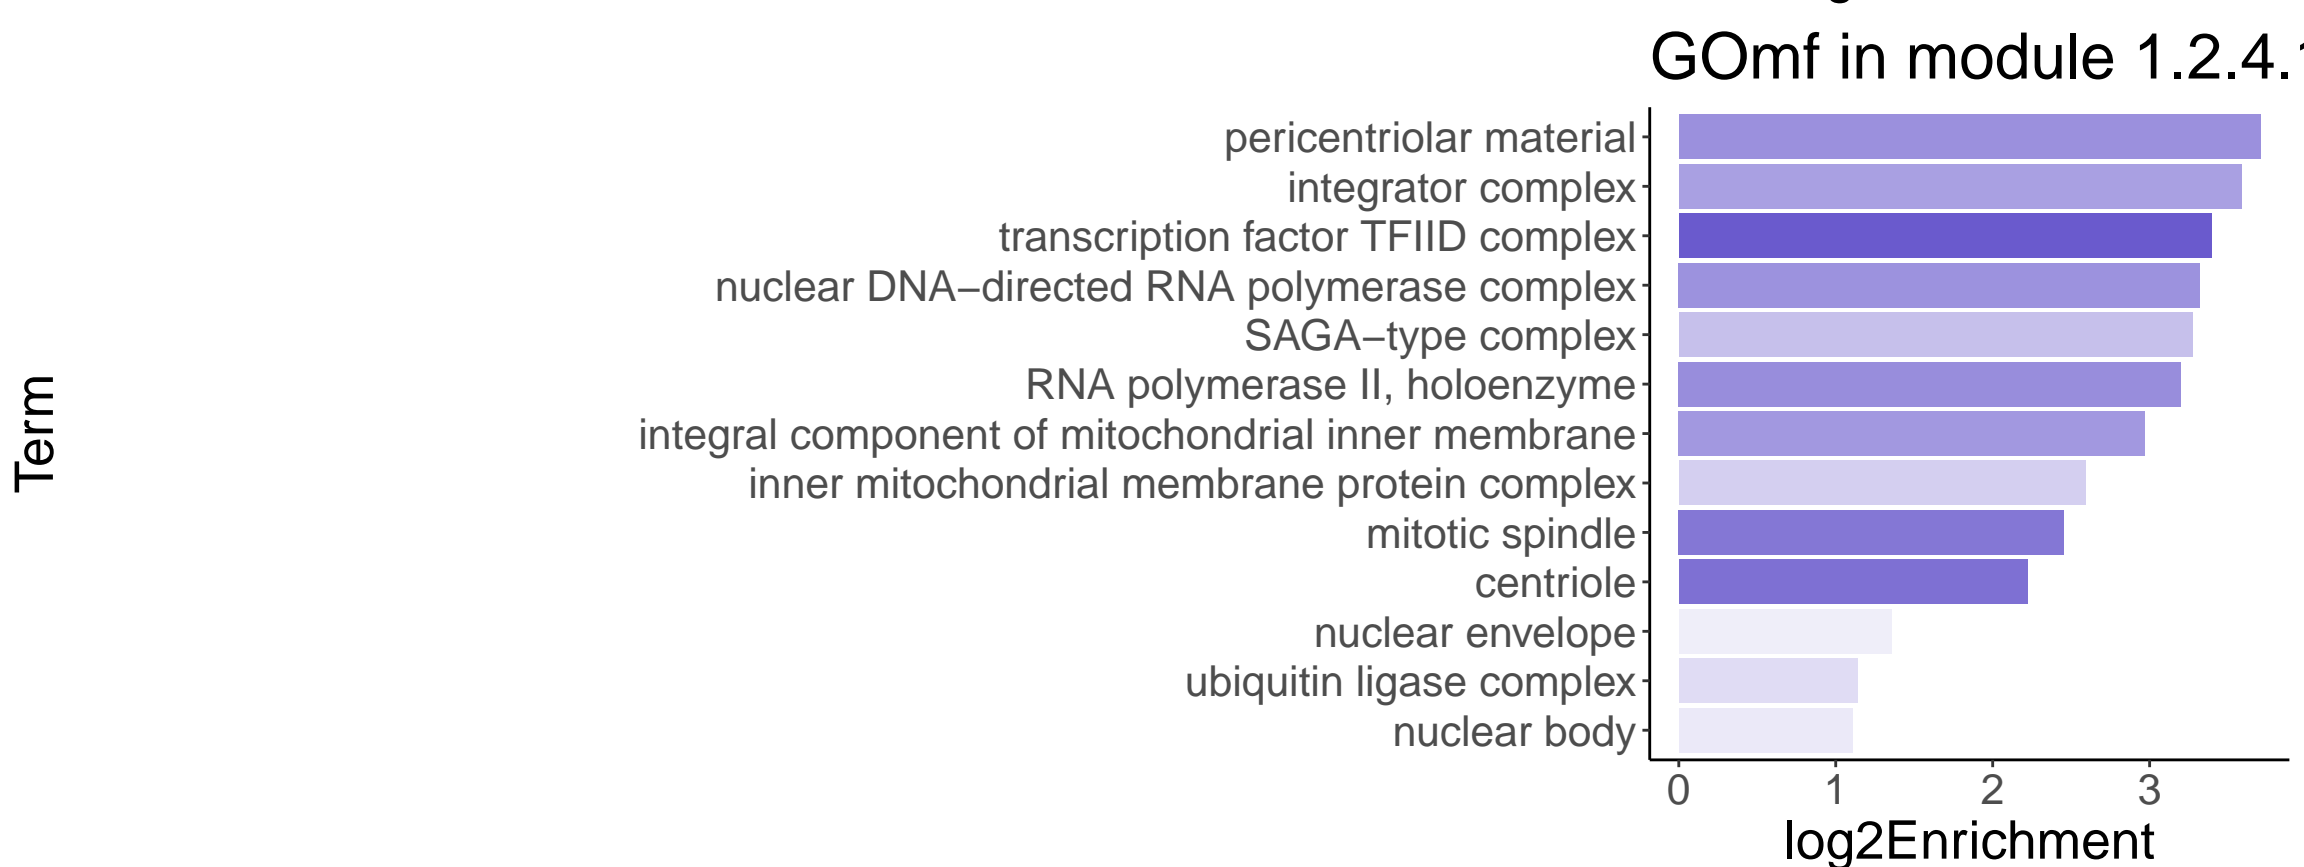 GOmf in module 1.2.4.1
pericentriolar material
integrator complex
transcription factor TFIID complex
nuclear DNA−directed RNA polymerase complex
SAGA−type complex
RNA polymerase II, holoenzyme
integral component of mitochondrial inner membrane
inner mitochondrial membrane protein complex
mitotic spindle
centriole
nuclear envelope
ubiquitin ligase complex
nuclear body
Term
0 1 2 3
log2Enrichment